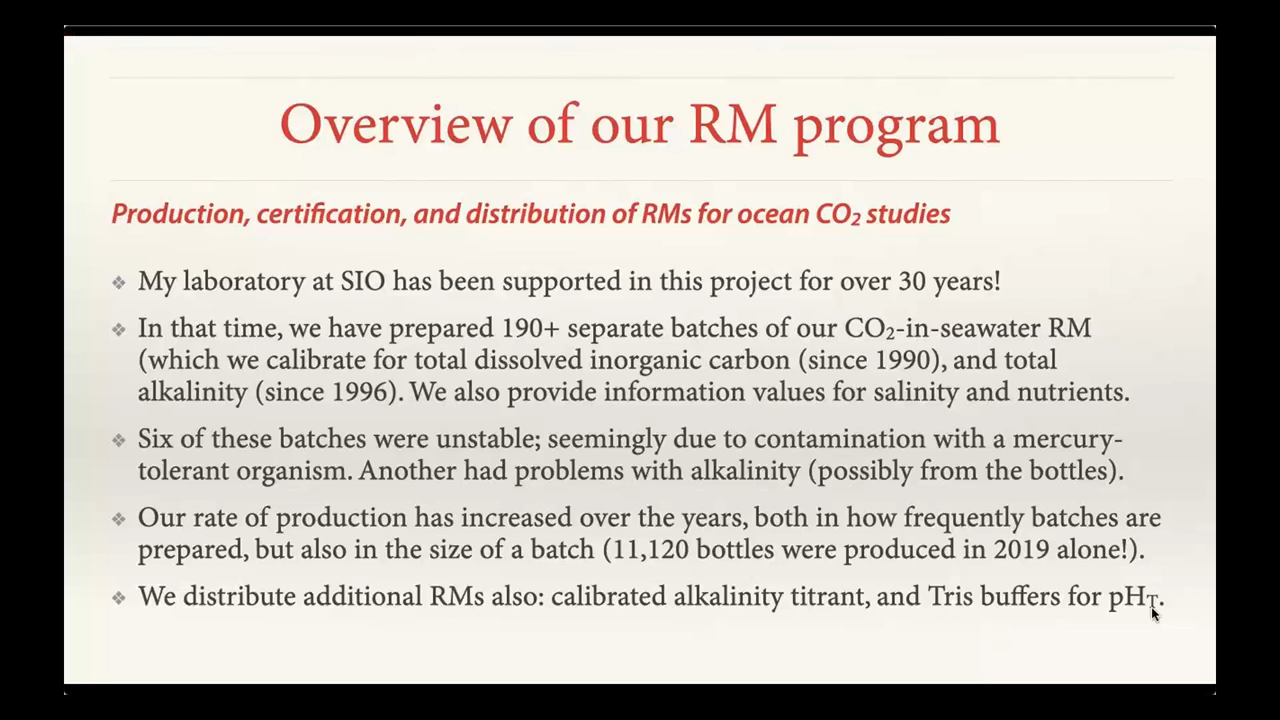 Overview of our RM program
Production, certification, and distribution of RMs for ocean CO₂ studies
❖ My laboratory at SIO has been supported in this project for over 30 years!
❖ In that time, we have prepared 190+ separate batches of our CO₂-in-seawater RM
(which we calibrate for total dissolved inorganic carbon (since 1990), and total
alkalinity (since 1996). We also provide information values for salinity and nutrients.
❖ Six of these batches were unstable; seemingly due to contamination with a mercury-
tolerant organism. Another had problems with alkalinity (possibly from the bottles).
❖ Our rate of production has increased over the years, both in how frequently batches are
prepared, but also in the size of a batch (11,120 bottles were produced in 2019 alone!).
❖ We distribute additional RMs also: calibrated alkalinity titrant, and Tris buffers for pHT.